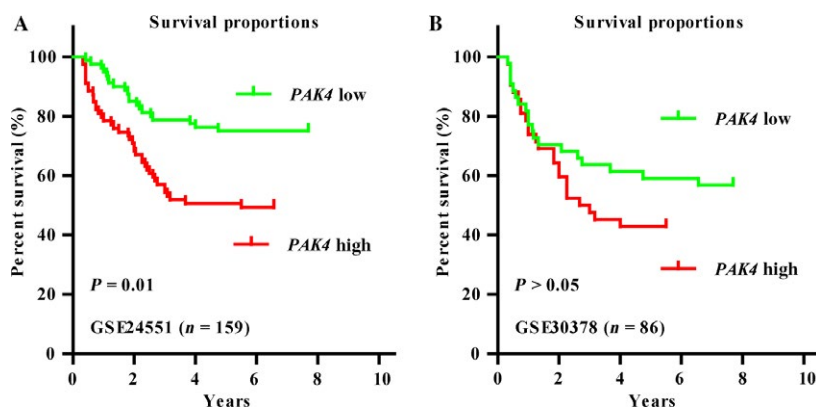 A
Survival proportions
Percent survival (%)
100
80
60
40
20
0
PAK4 low
PAK4 high
P = 0.01
GSE24551 (n = 159)
0 2 4 6 8 10
Years
B
Survival proportions
Percent survival (%)
100
80
60
40
20
0
PAK4 low
PAK4 high
P > 0.05
GSE30378 (n = 86)
0 2 4 6 8 10
Years